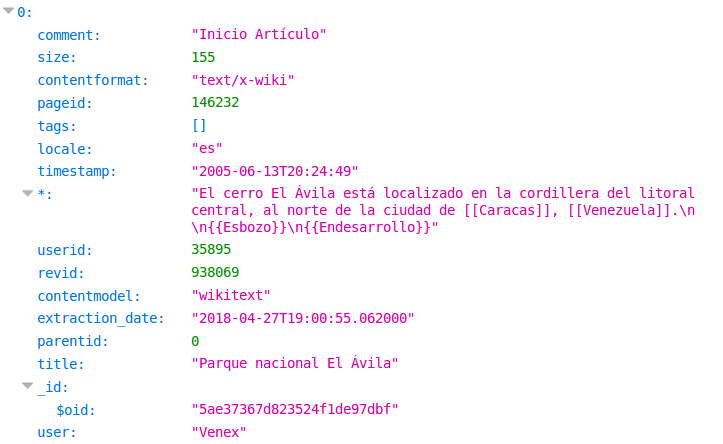 0:
comment: "Inicio Artículo"
size: 155
contentformat: "text/x-wiki"
pageid: 146232
tags: []
locale: "es"
timestamp: "2005-06-13T20:24:49"
*: "El cerro El Ávila está localizado en la cordillera del litoral
central, al norte de la ciudad de [[Caracas]], [[Venezuela]].\n
\n{{Esbozo}}\n{{Endesarrollo}}"
userid: 35895
revid: 938069
contentmodel: "wikitext"
extraction_date: "2018-04-27T19:00:55.062000"
parentid: 0
title: "Parque nacional El Ávila"
_id:
$oid: "5ae37367d823524f1de97dbf"
user: "Venex"